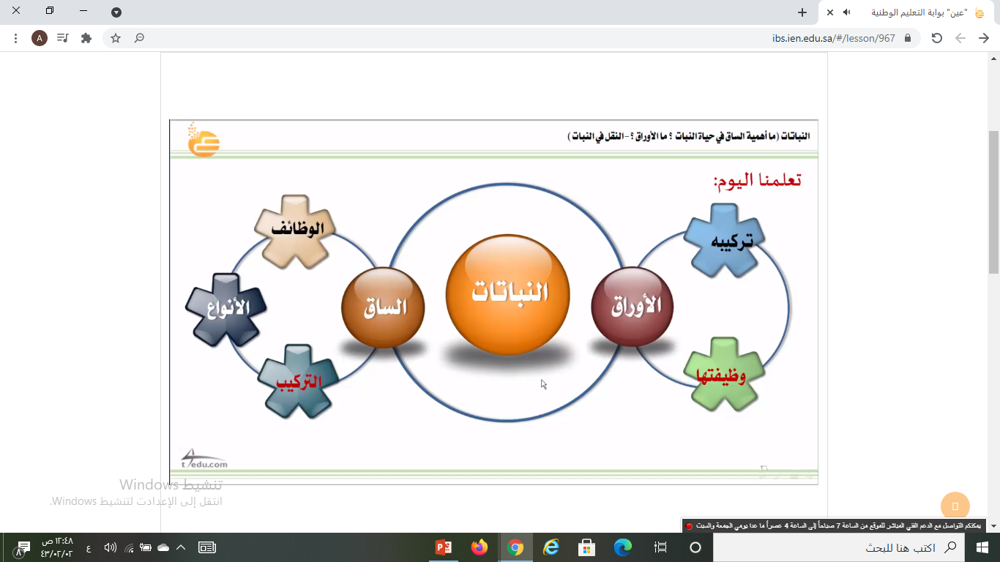 "عين" بوابة التعليم الوطنية
ibs.ien.edu.sa/#/lesson/967
A
النباتات (ما أهمية الساق في حياة النبات ؟ ما الأوراق ؟ - النقل في النبات )
تعلمنا اليوم:
تركيبه
الوظائف
النباتات
الأوراق
الساق
الأنواع
وظيفتها
التركيب
t4edu.com
تنشيط Windows
انتقل إلى الإعدادت لتنشيط Windows.
يمكنكم التواصل مع الدعم الفني المباشر للموقع من الساعة 7 صباحاً إلى الساعة 4 عصراً ما عدا يومي الجمعة والسبت
اكتب هنا للبحث
ع
١٢:٤٨ ص
٤٣/٠٢/٠٢
٨